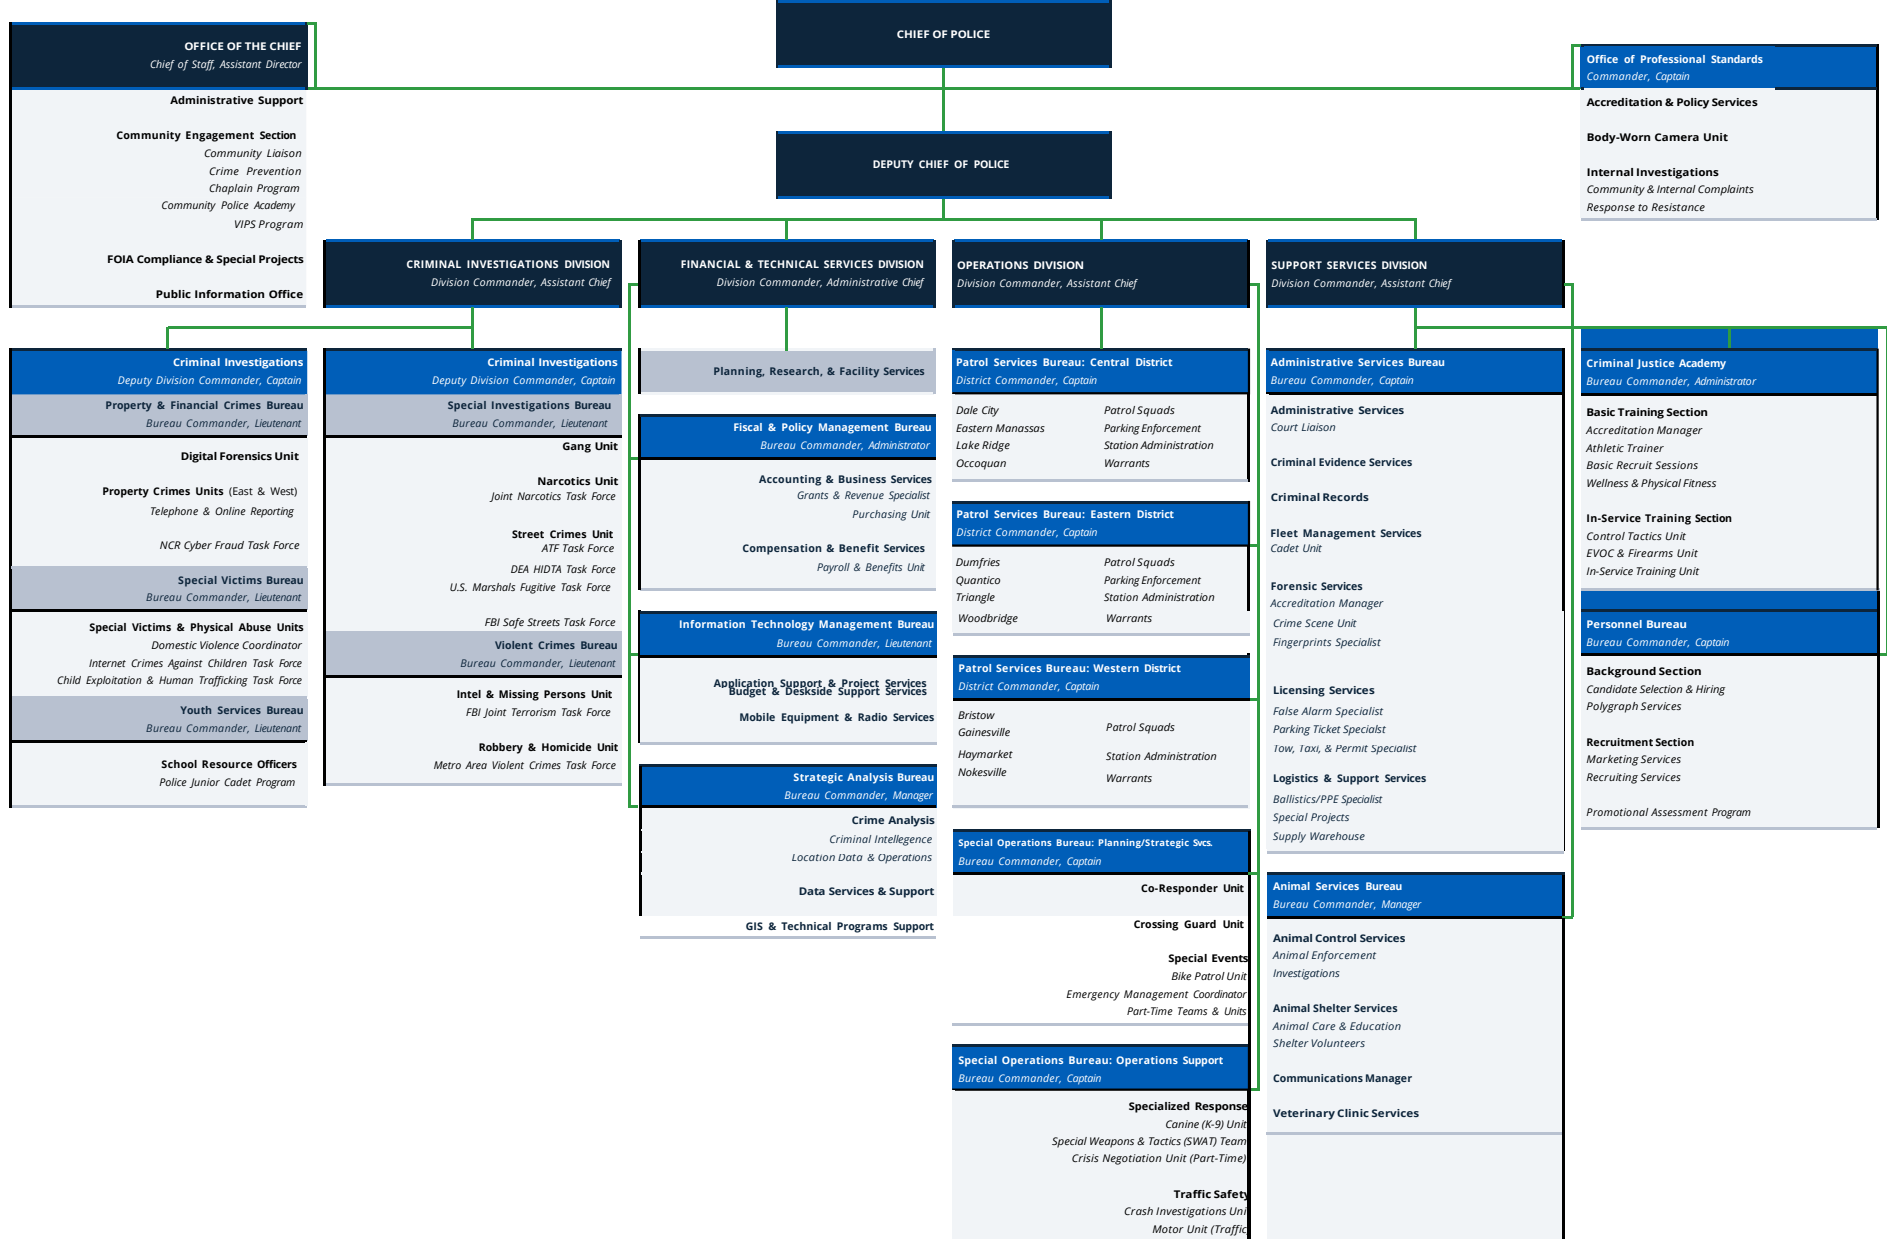 CHIEF OF POLICE
OFFICE OF THE CHIEF
Chief of Staff, Assistant Director
Administrative Support
Community Engagement Section
Community Liaison
Crime Prevention
Chaplain Program
Community Police Academy
VIPS Program
FOIA Compliance & Special Projects
Public Information Office
Office of Professional Standards
Commander, Captain
Accreditation & Policy Services
Body-Worn Camera Unit
Internal Investigations
Community & Internal Complaints
Response to Resistance
DEPUTY CHIEF OF POLICE
CRIMINAL INVESTIGATIONS DIVISION
Division Commander, Assistant Chief
FINANCIAL & TECHNICAL SERVICES DIVISION
Division Commander, Administrative Chief
OPERATIONS DIVISION
Division Commander, Assistant Chief
SUPPORT SERVICES DIVISION
Division Commander, Assistant Chief
Criminal Investigations
Deputy Division Commander, Captain
Property & Financial Crimes Bureau
Bureau Commander, Lieutenant
Digital Forensics Unit
Property Crimes Units (East & West)
Telephone & Online Reporting
NCR Cyber Fraud Task Force
Special Victims Bureau
Bureau Commander, Lieutenant
Special Victims & Physical Abuse Units
Domestic Violence Coordinator
Internet Crimes Against Children Task Force
Child Exploitation & Human Trafficking Task Force
Youth Services Bureau
Bureau Commander, Lieutenant
School Resource Officers
Police Junior Cadet Program
Criminal Investigations
Deputy Division Commander, Captain
Special Investigations Bureau
Bureau Commander, Lieutenant
Gang Unit
Narcotics Unit
Joint Narcotics Task Force
Street Crimes Unit
ATF Task Force
DEA HIDTA Task Force
U.S. Marshals Fugitive Task Force
FBI Safe Streets Task Force
Violent Crimes Bureau
Bureau Commander, Lieutenant
Intel & Missing Persons Unit
FBI Joint Terrorism Task Force
Robbery & Homicide Unit
Metro Area Violent Crimes Task Force
Planning, Research, & Facility Services
Fiscal & Policy Management Bureau
Bureau Commander, Administrator
Accounting & Business Services
Grants & Revenue Specialist
Purchasing Unit
Compensation & Benefit Services
Payroll & Benefits Unit
Information Technology Management Bureau
Bureau Commander, Lieutenant
Application Support & Project Services
Budget & Deskside Support Services
Mobile Equipment & Radio Services
Strategic Analysis Bureau
Bureau Commander, Manager
Crime Analysis
Criminal Intellegence
Location Data & Operations
Data Services & Support
GIS & Technical Programs Support
Patrol Services Bureau: Central District
District Commander, Captain
Dale City Patrol Squads
Eastern Manassas Parking Enforcement
Lake Ridge Station Administration
Occoquan Warrants
Patrol Services Bureau: Eastern District
District Commander, Captain
Dumfries Patrol Squads
Quantico Parking Enforcement
Triangle Station Administration
Woodbridge Warrants
Patrol Services Bureau: Western District
District Commander, Captain
Bristow
Gainesville Patrol Squads
Haymarket Station Administration
Nokesville Warrants
Special Operations Bureau: Planning/Strategic Svcs.
Bureau Commander, Captain
Co-Responder Unit
Crossing Guard Unit
Special Events
Bike Patrol Unit
Emergency Management Coordinator
Part-Time Teams & Units
Special Operations Bureau: Operations Support
Bureau Commander, Captain
Specialized Response
Canine (K-9) Unit
Special Weapons & Tactics (SWAT) Team
Crisis Negotiation Unit (Part-Time)
Traffic Safety
Crash Investigations Uni
Motor Unit (Traffic
Administrative Services Bureau
Bureau Commander, Captain
Administrative Services
Court Liaison
Criminal Evidence Services
Criminal Records
Fleet Management Services
Cadet Unit
Forensic Services
Accreditation Manager
Crime Scene Unit
Fingerprints Specialist
Licensing Services
False Alarm Specialist
Parking Ticket Specialst
Tow, Taxi, & Permit Specialist
Logistics & Support Services
Ballistics/PPE Specialist
Special Projects
Supply Warehouse
Animal Services Bureau
Bureau Commander, Manager
Animal Control Services
Animal Enforcement
Investigations
Animal Shelter Services
Animal Care & Education
Shelter Volunteers
Communications Manager
Veterinary Clinic Services
Criminal Justice Academy
Bureau Commander, Administrator
Basic Training Section
Accreditation Manager
Athletic Trainer
Basic Recruit Sessions
Wellness & Physical Fitness
In-Service Training Section
Control Tactics Unit
EVOC & Firearms Unit
In-Service Training Unit
Personnel Bureau
Bureau Commander, Captain
Background Section
Candidate Selection & Hiring
Polygraph Services
Recruitment Section
Marketing Services
Recruiting Services
Promotional Assessment Program